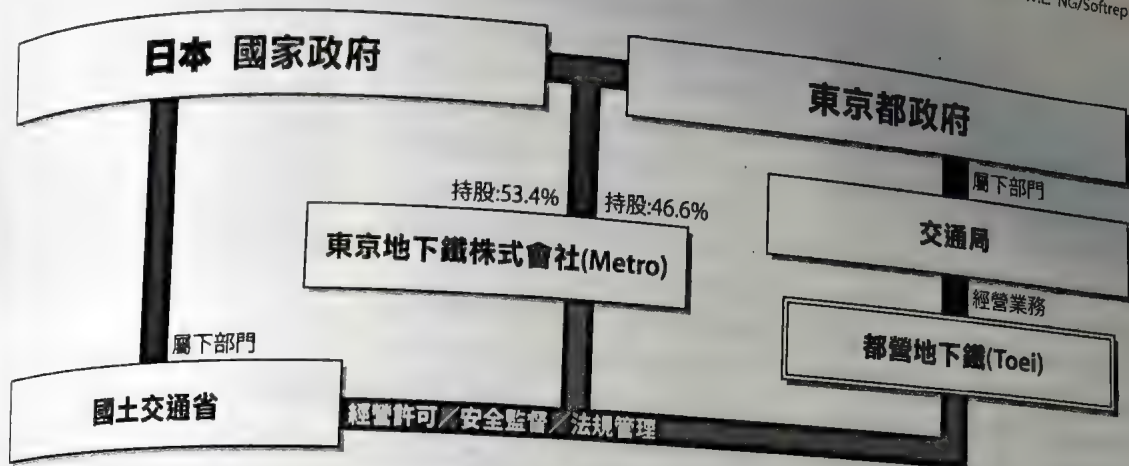 NG/Softrep
日本 國家政府
東京都政府
屬下部門
持股:53.4%
持股:46.6%
交通局
東京地下鐵株式會社(Metro)
經營業務
都營地下鐵(Toei)
屬下部門
國土交通省
經營許可/安全監督/法規管理